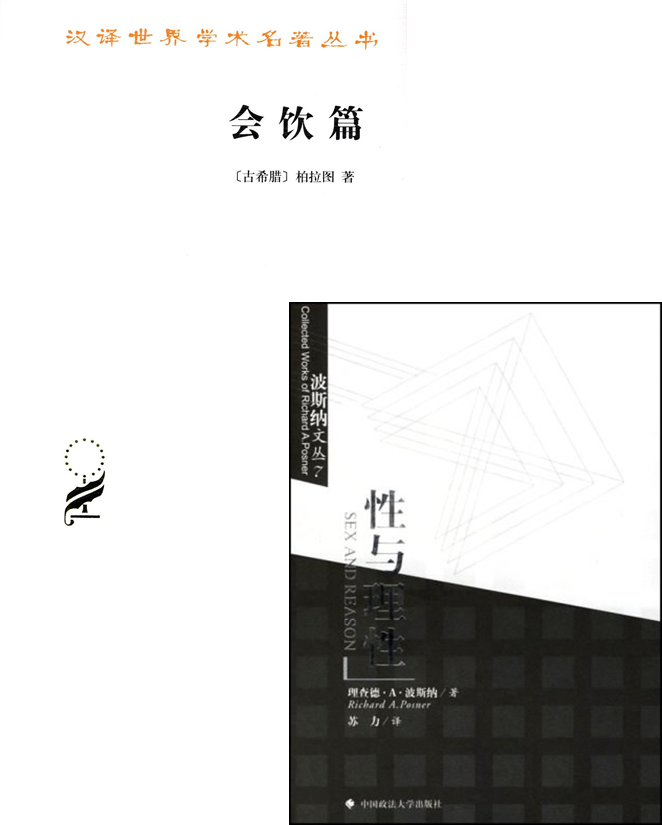 汉译世界学术名著丛书
会饮篇
〔古希腊〕柏拉图 著
Collected Works of Richard A.Posner
波斯纳文丛7
性与理性
SEX AND REASON
理查德·A·波斯纳/著
Richard A.Posner
苏 力/译
中国政法大学出版社